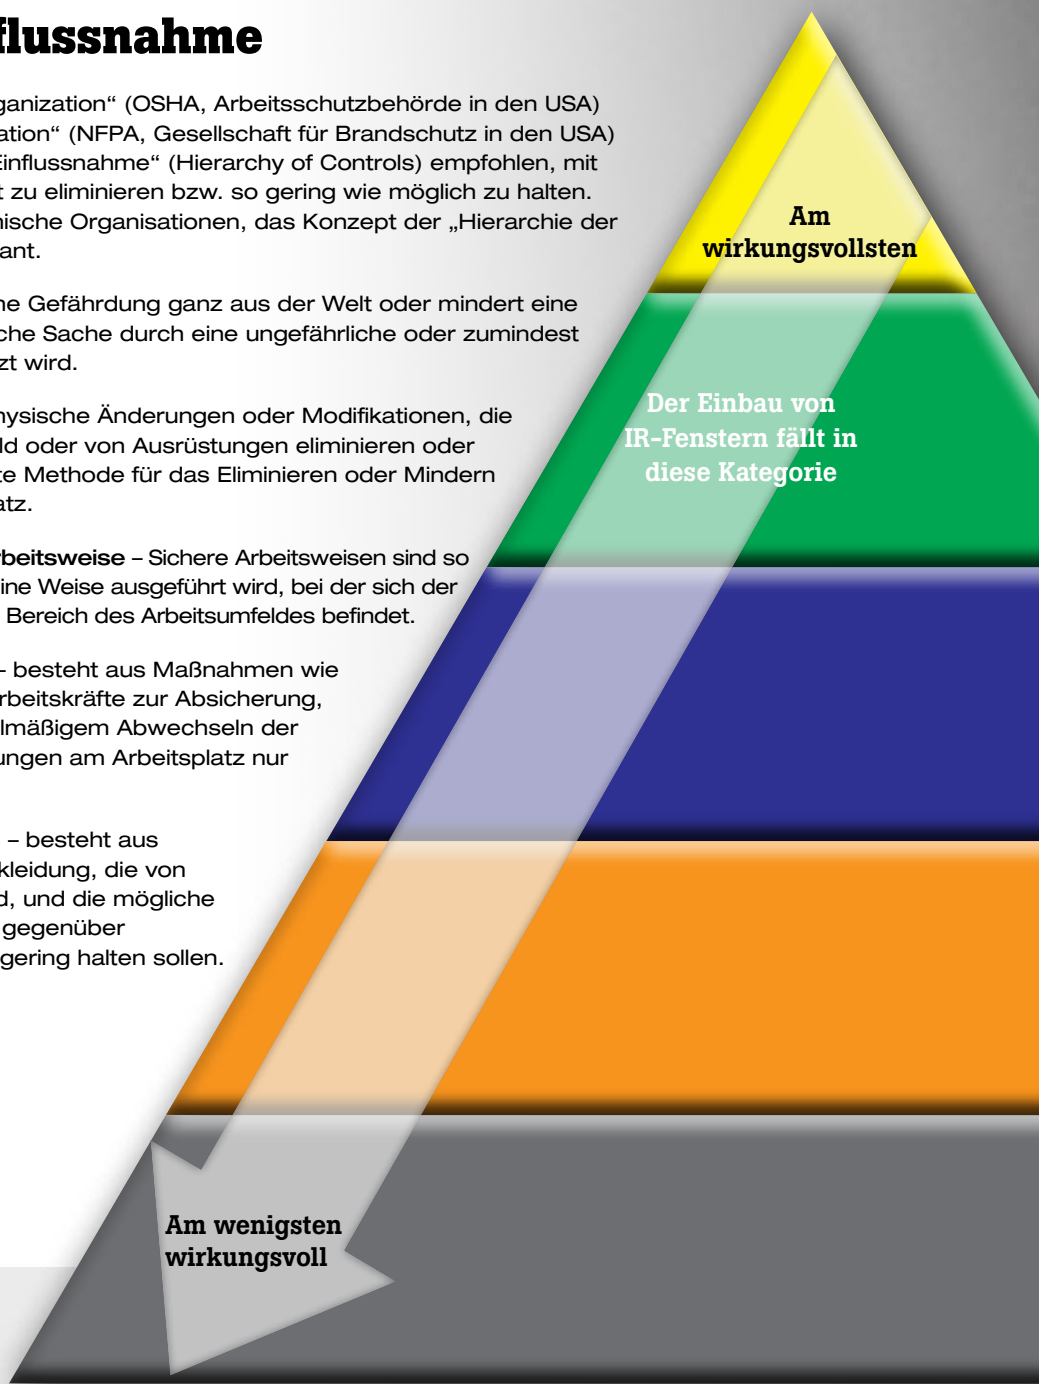 flussnahme
ganization“ (OSHA, Arbeitsschutzbehörde in den USA)
ation“ (NFPA, Gesellschaft für Brandschutz in den USA)
Einflussnahme“ (Hierarchy of Controls) empfohlen, mit
t zu eliminieren bzw. so gering wie möglich zu halten.
nische Organisationen, das Konzept der „Hierarchie der
ant.
ne Gefährdung ganz aus der Welt oder mindert eine
che Sache durch eine ungefährliche oder zumindest
zt wird.
hysische Änderungen oder Modifikationen, die
ld oder von Ausrüstungen eliminieren oder
te Methode für das Eliminieren oder Mindern
atz.
beitsweise – Sichere Arbeitsweisen sind so
ine Weise ausgeführt wird, bei der sich der
Bereich des Arbeitsumfeldes befindet.
– besteht aus Maßnahmen wie
rbeitskräfte zur Absicherung,
lmäßigem Abwechseln der
ungen am Arbeitsplatz nur
– besteht aus
kleidung, die von
d, und die mögliche
gegenüber
gering halten sollen.
Am
wirkungsvollsten
Der Einbau von
IR-Fenstern fällt in
diese Kategorie
Am wenigsten
wirkungsvoll